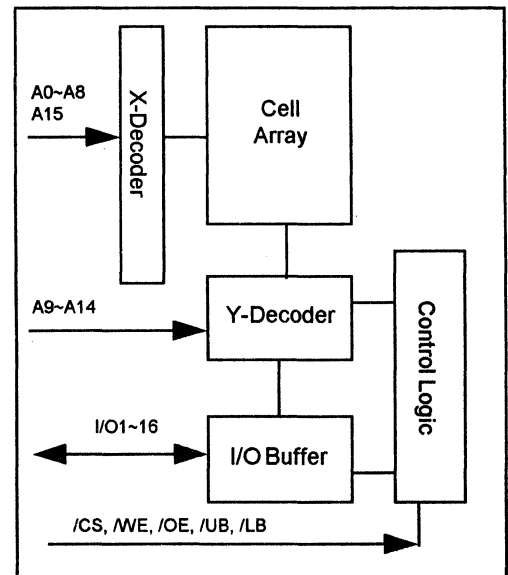 A0~A8
A15
X-Decoder
Cell
Array
A9~A14
Y-Decoder
Control Logic
I/O1~16
I/O Buffer
/CS, /WE, /OE, /UB, /LB